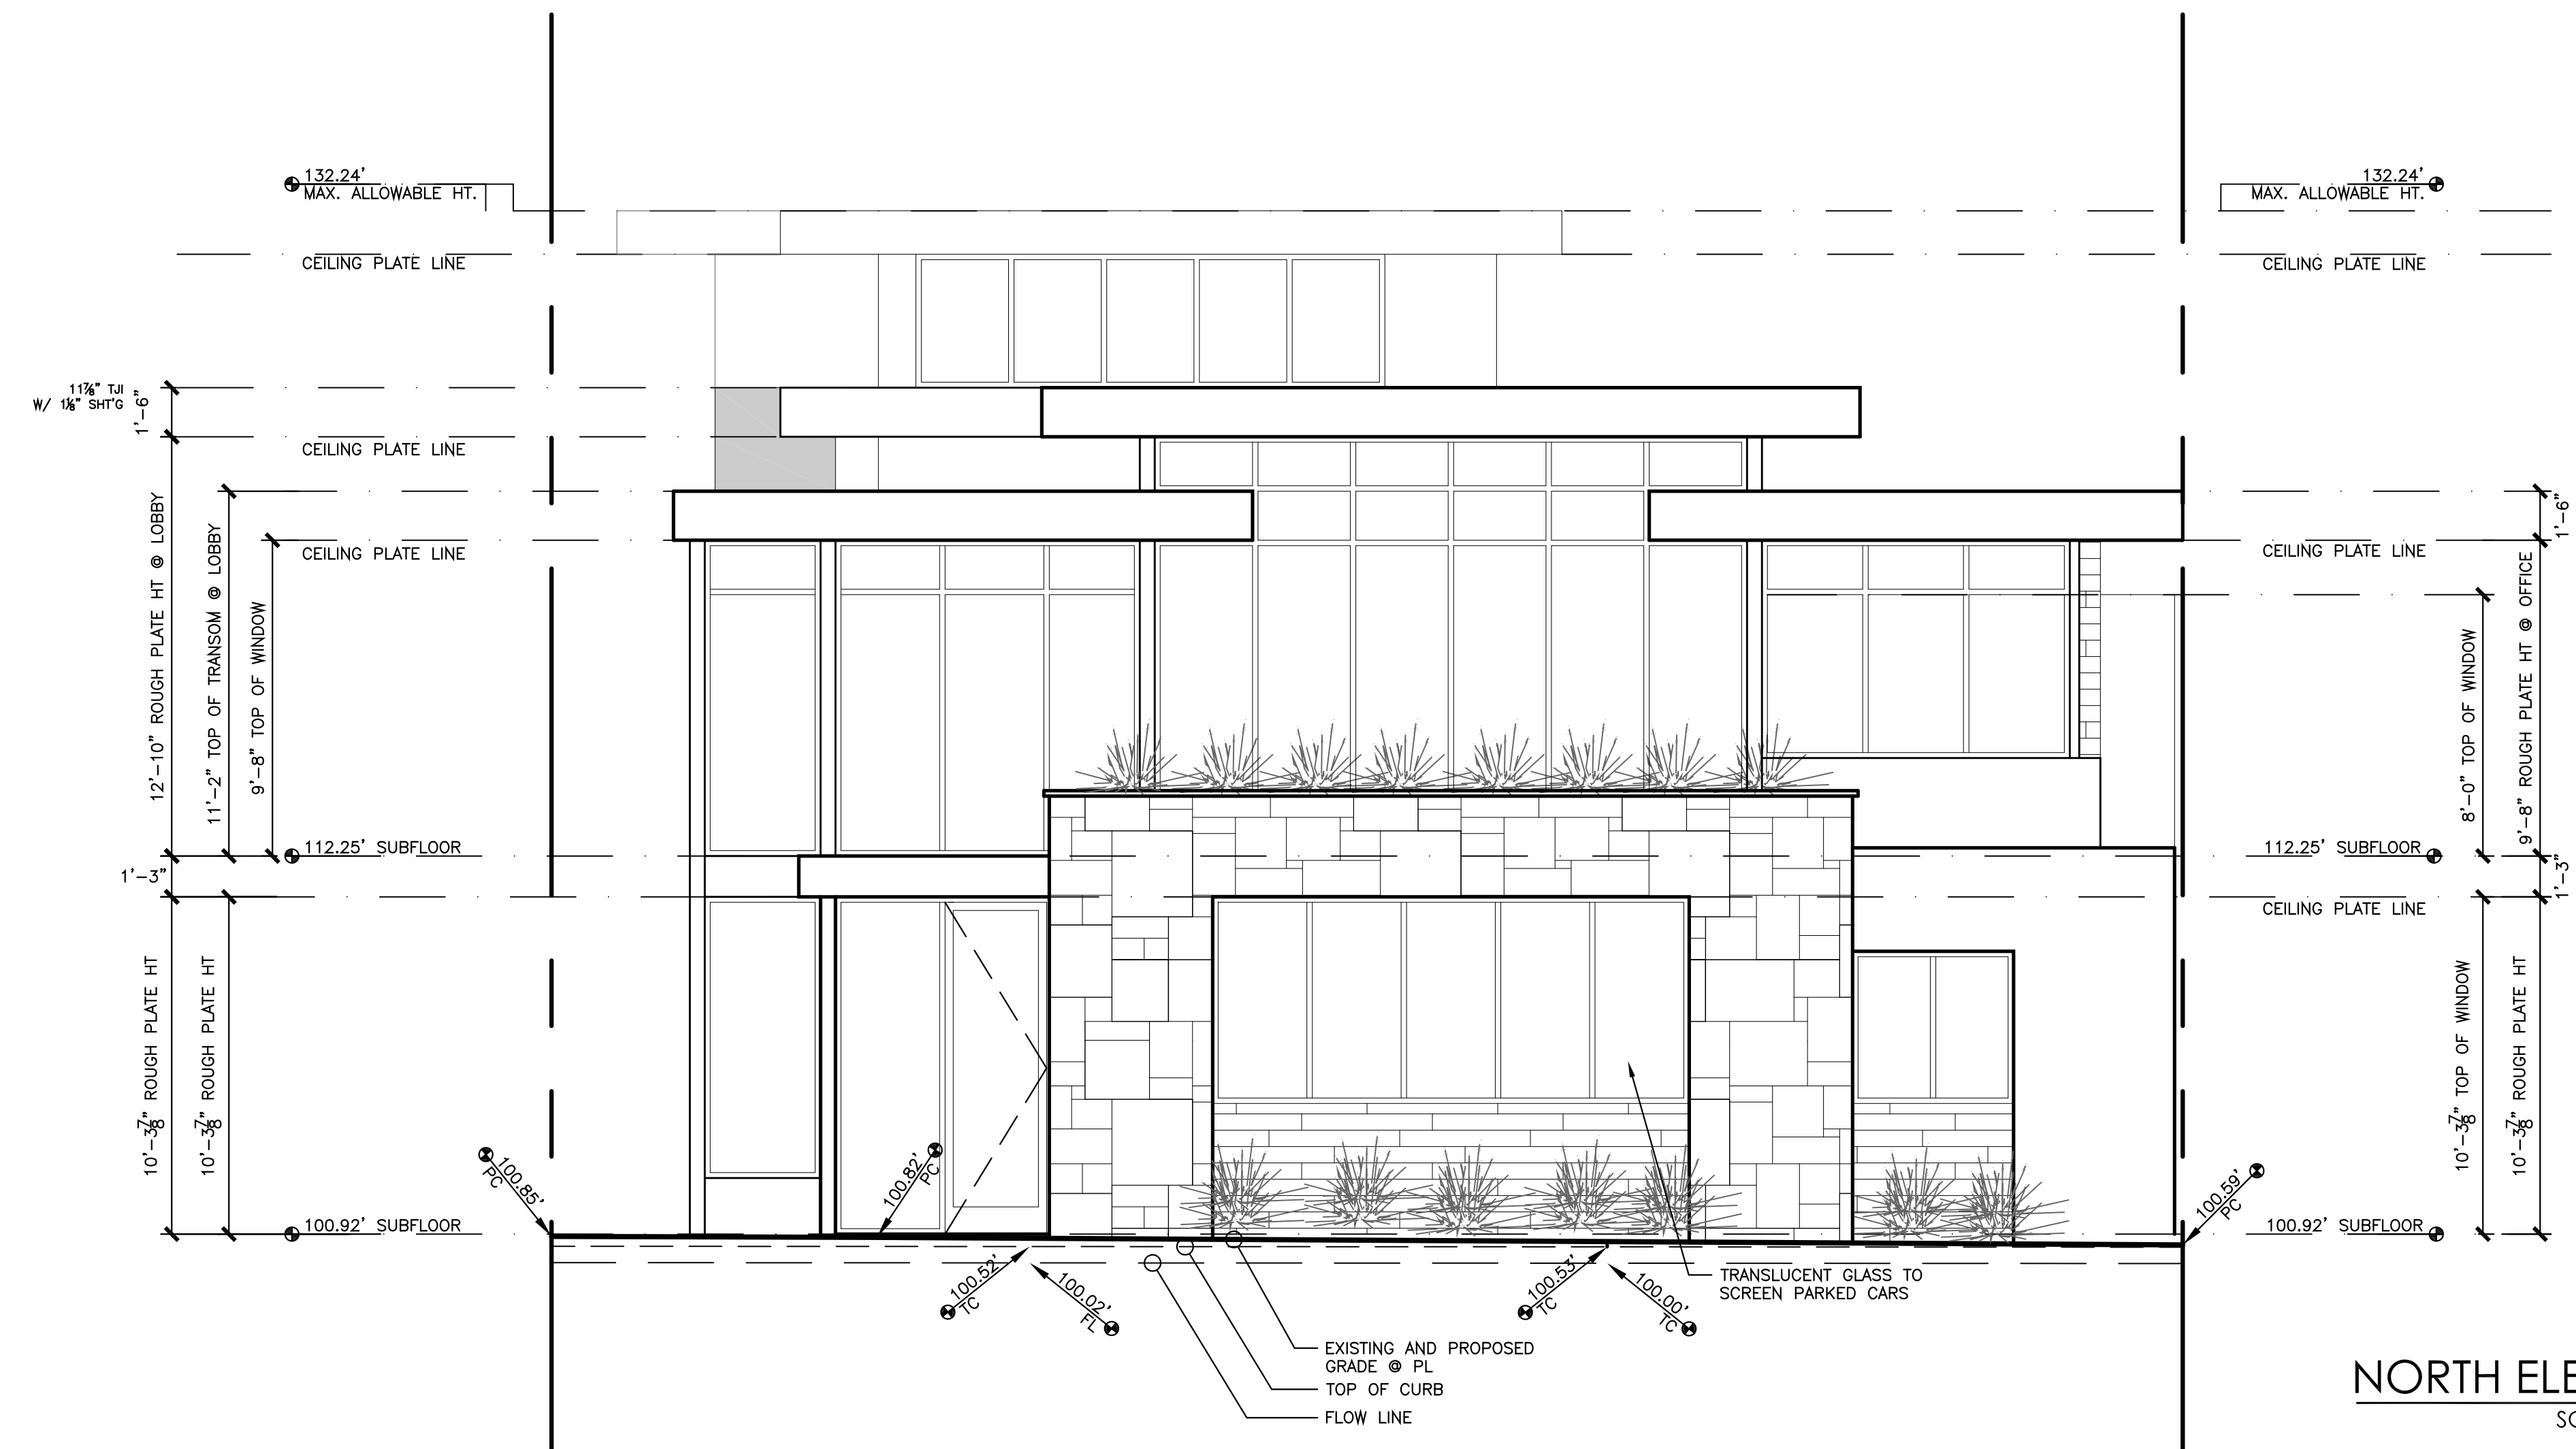 132.24'
MAX. ALLOWABLE HT.
132.24'
MAX. ALLOWABLE HT.
CEILING PLATE LINE
CEILING PLATE LINE
11⅞" TJI
W/ 1⅛" SHT'G
1'-6"
CEILING PLATE LINE
CEILING PLATE LINE
CEILING PLATE LINE
1'-6"
12'-10" ROUGH PLATE HT @ LOBBY
11'-2" TOP OF TRANSOM @ LOBBY
9'-8" TOP OF WINDOW
8'-0" TOP OF WINDOW
9'-8" ROUGH PLATE HT @ OFFICE
112.25' SUBFLOOR
112.25' SUBFLOOR
1'-3"
1'-3"
CEILING PLATE LINE
10'-3⅞" ROUGH PLATE HT
10'-3⅞" ROUGH PLATE HT
10'-3⅞" TOP OF WINDOW
10'-3⅞" ROUGH PLATE HT
100.85'
PC
100.82'
PC
100.59'
PC
100.92' SUBFLOOR
100.92' SUBFLOOR
100.52'
TC
100.02'
FL
100.53'
TC
100.00'
TC
TRANSLUCENT GLASS TO
SCREEN PARKED CARS
EXISTING AND PROPOSED
GRADE @ PL
TOP OF CURB
FLOW LINE
NORTH ELE
SC